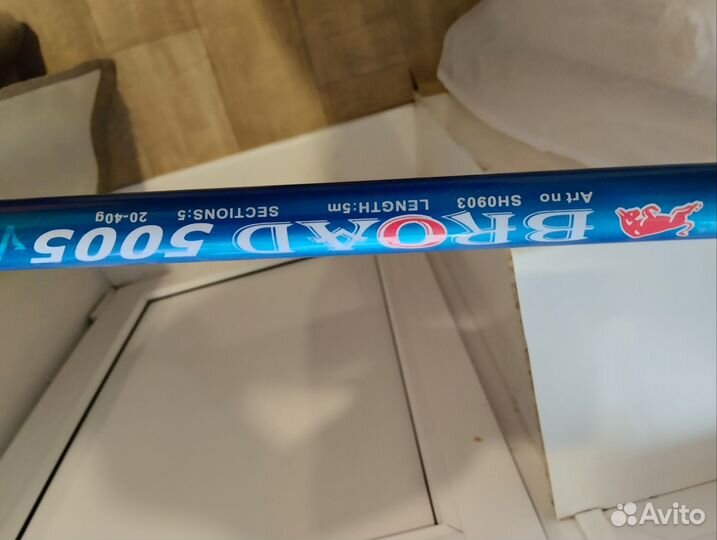 BROAD 5005
Art no
SH0903
LENGTH:5m
SECTIONS:5
20-40g
Avito